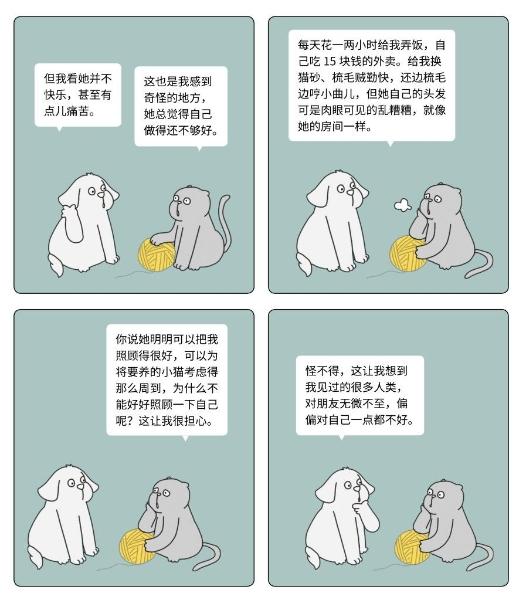 但我看她并不
快乐，甚至有
点儿痛苦。
这也是我感到
奇怪的地方，
她总觉得自己
做得还不够好。
每天花一两小时给我弄饭，自
己吃 15 块钱的外卖。给我换
猫砂、梳毛贼勤快，还边梳毛
边哼小曲儿，但她自己的头发
可是肉眼可见的乱糟糟，就像
她的房间一样。
你说她明明可以把我
照顾得很好，可以为
将要养的小猫考虑得
那么周到，为什么不
能好好照顾一下自己
呢？这让我很担心。
怪不得，这让我想到
我见过的很多人类，
对朋友无微不至，偏
偏对自己一点都不好。